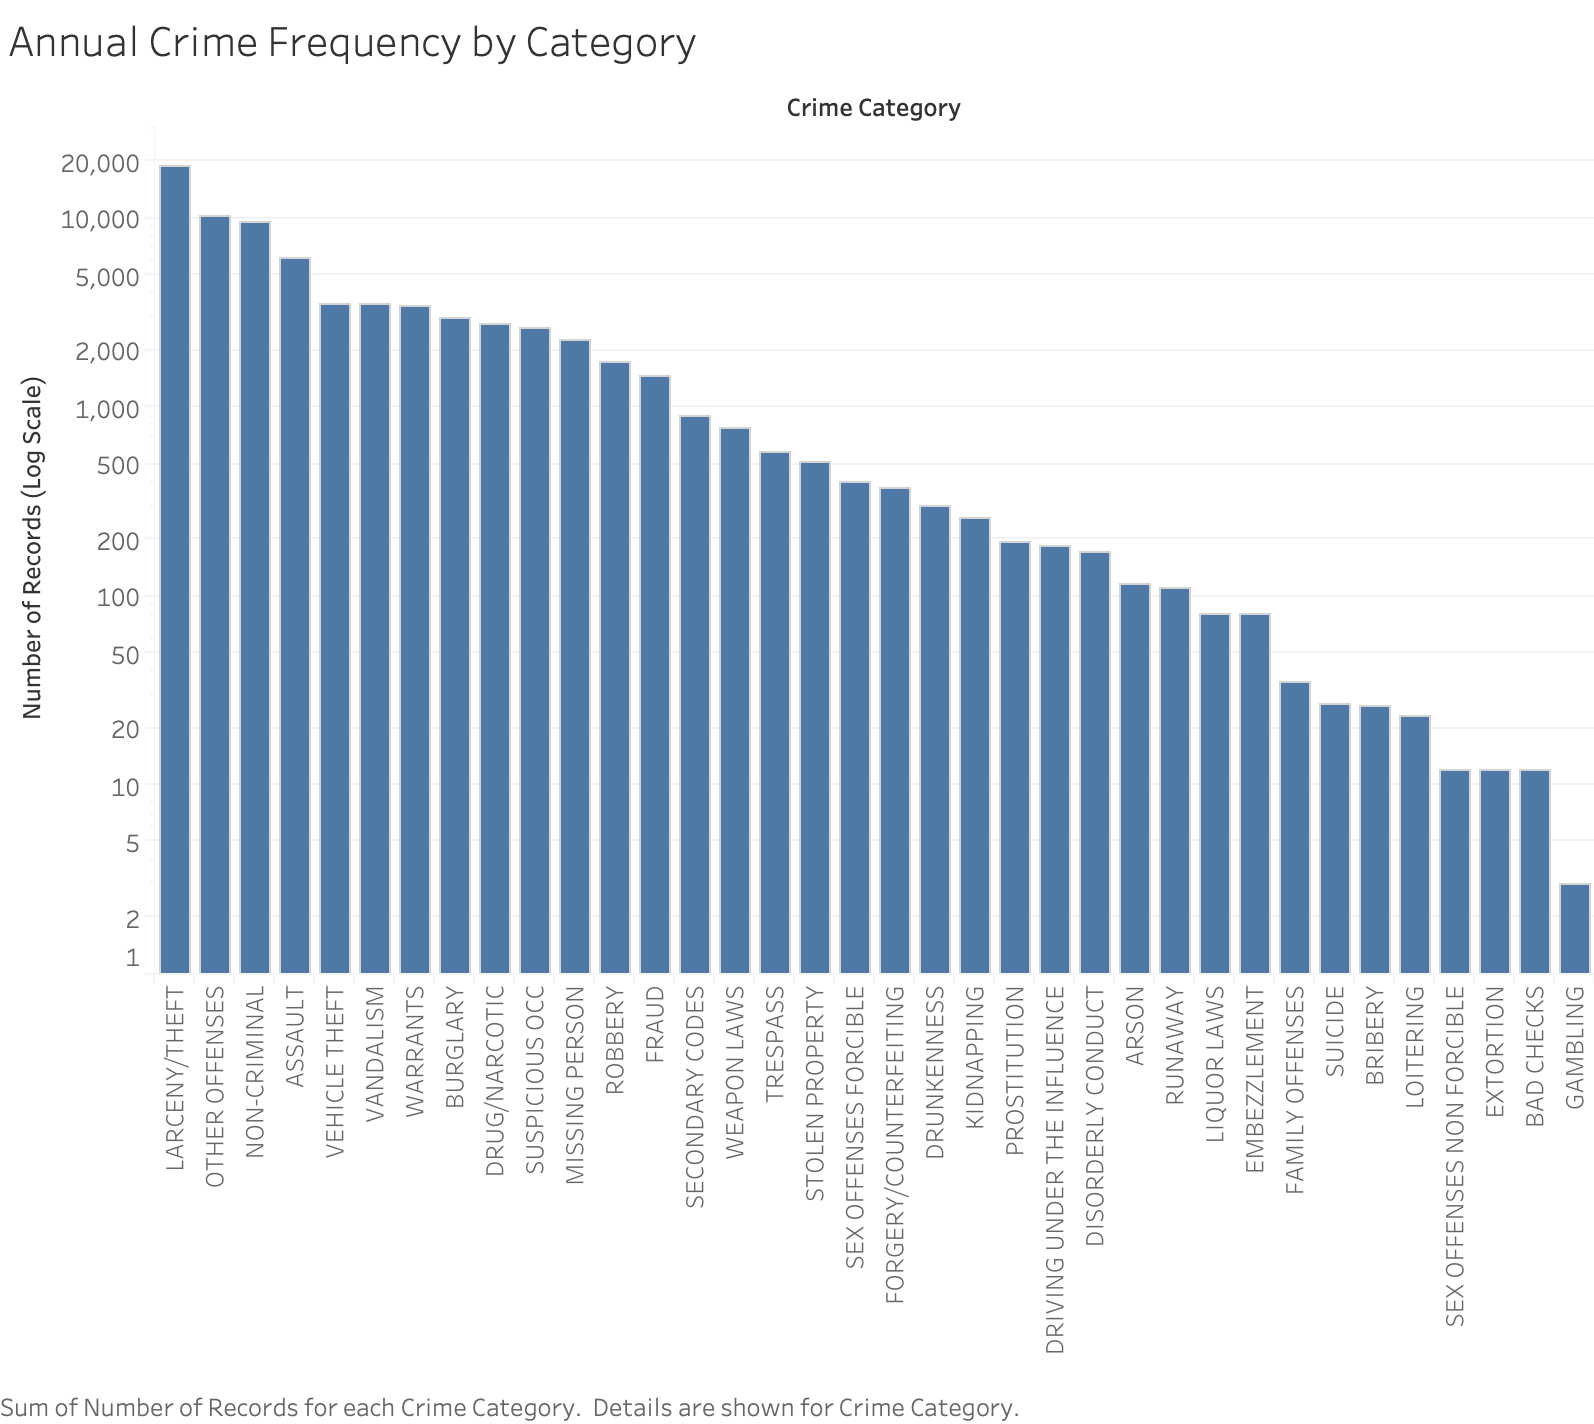 Annual Crime Frequency by Category
Crime Category
Number of Records (Log Scale)
20,000
10,000
5,000
2,000
1,000
500
200
100
50
20
10
5
2
1
LARCENY/THEFT
OTHER OFFENSES
NON-CRIMINAL
ASSAULT
VEHICLE THEFT
VANDALISM
WARRANTS
BURGLARY
DRUG/NARCOTIC
SUSPICIOUS OCC
MISSING PERSON
ROBBERY
FRAUD
SECONDARY CODES
WEAPON LAWS
TRESPASS
STOLEN PROPERTY
SEX OFFENSES FORCIBLE
FORGERY/COUNTERFEITING
DRUNKENNESS
KIDNAPPING
PROSTITUTION
DRIVING UNDER THE INFLUENCE
DISORDERLY CONDUCT
ARSON
RUNAWAY
LIQUOR LAWS
EMBEZZLEMENT
FAMILY OFFENSES
SUICIDE
BRIBERY
LOITERING
SEX OFFENSES NON FORCIBLE
EXTORTION
BAD CHECKS
GAMBLING
Sum of Number of Records for each Crime Category.  Details are shown for Crime Category.